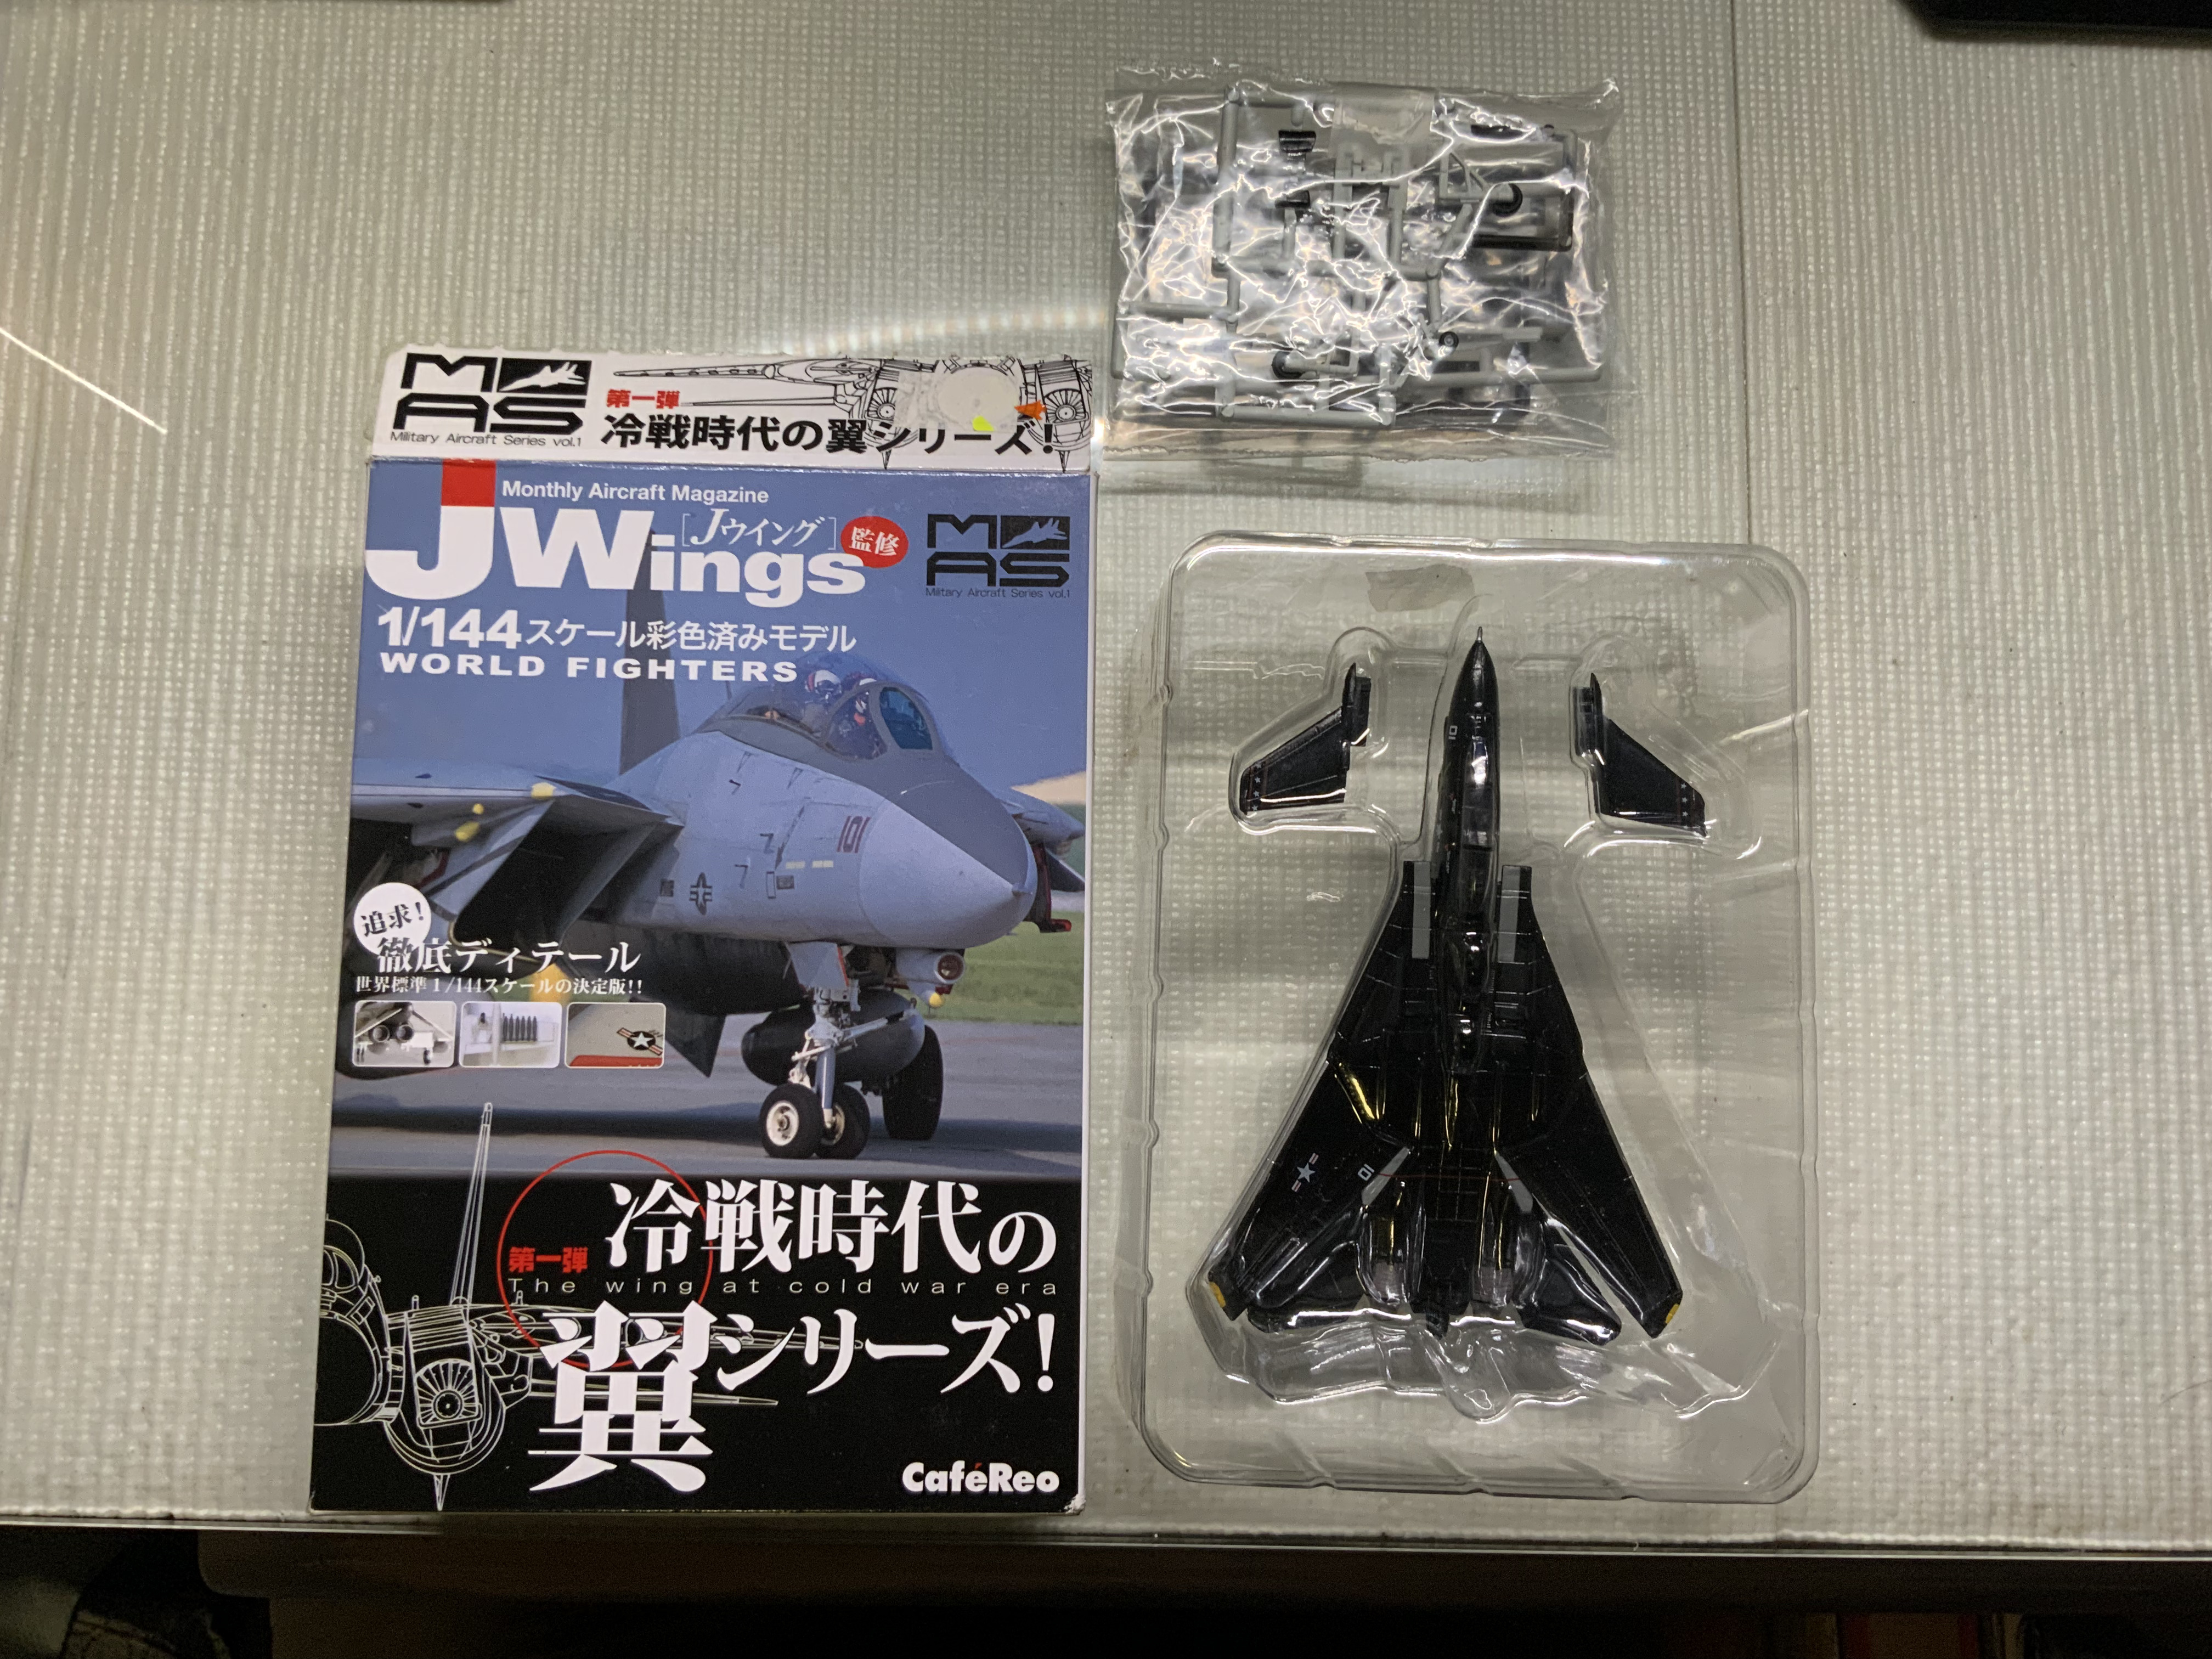 MAS
Military Aircraft Series vol.1
第一弾
冷戦時代の翼シリーズ!
Monthly Aircraft Magazine
JWings
[Jウイング]
監修
MAS
Military Aircraft Series vol.1
1/144スケール彩色済みモデル
WORLD FIGHTERS
101
追求!
徹底ディテール
世界標準1/144スケールの決定版!!
冷戦時代の
第一弾
The wing at cold war era
翼シリーズ!
CaféReo
101
101